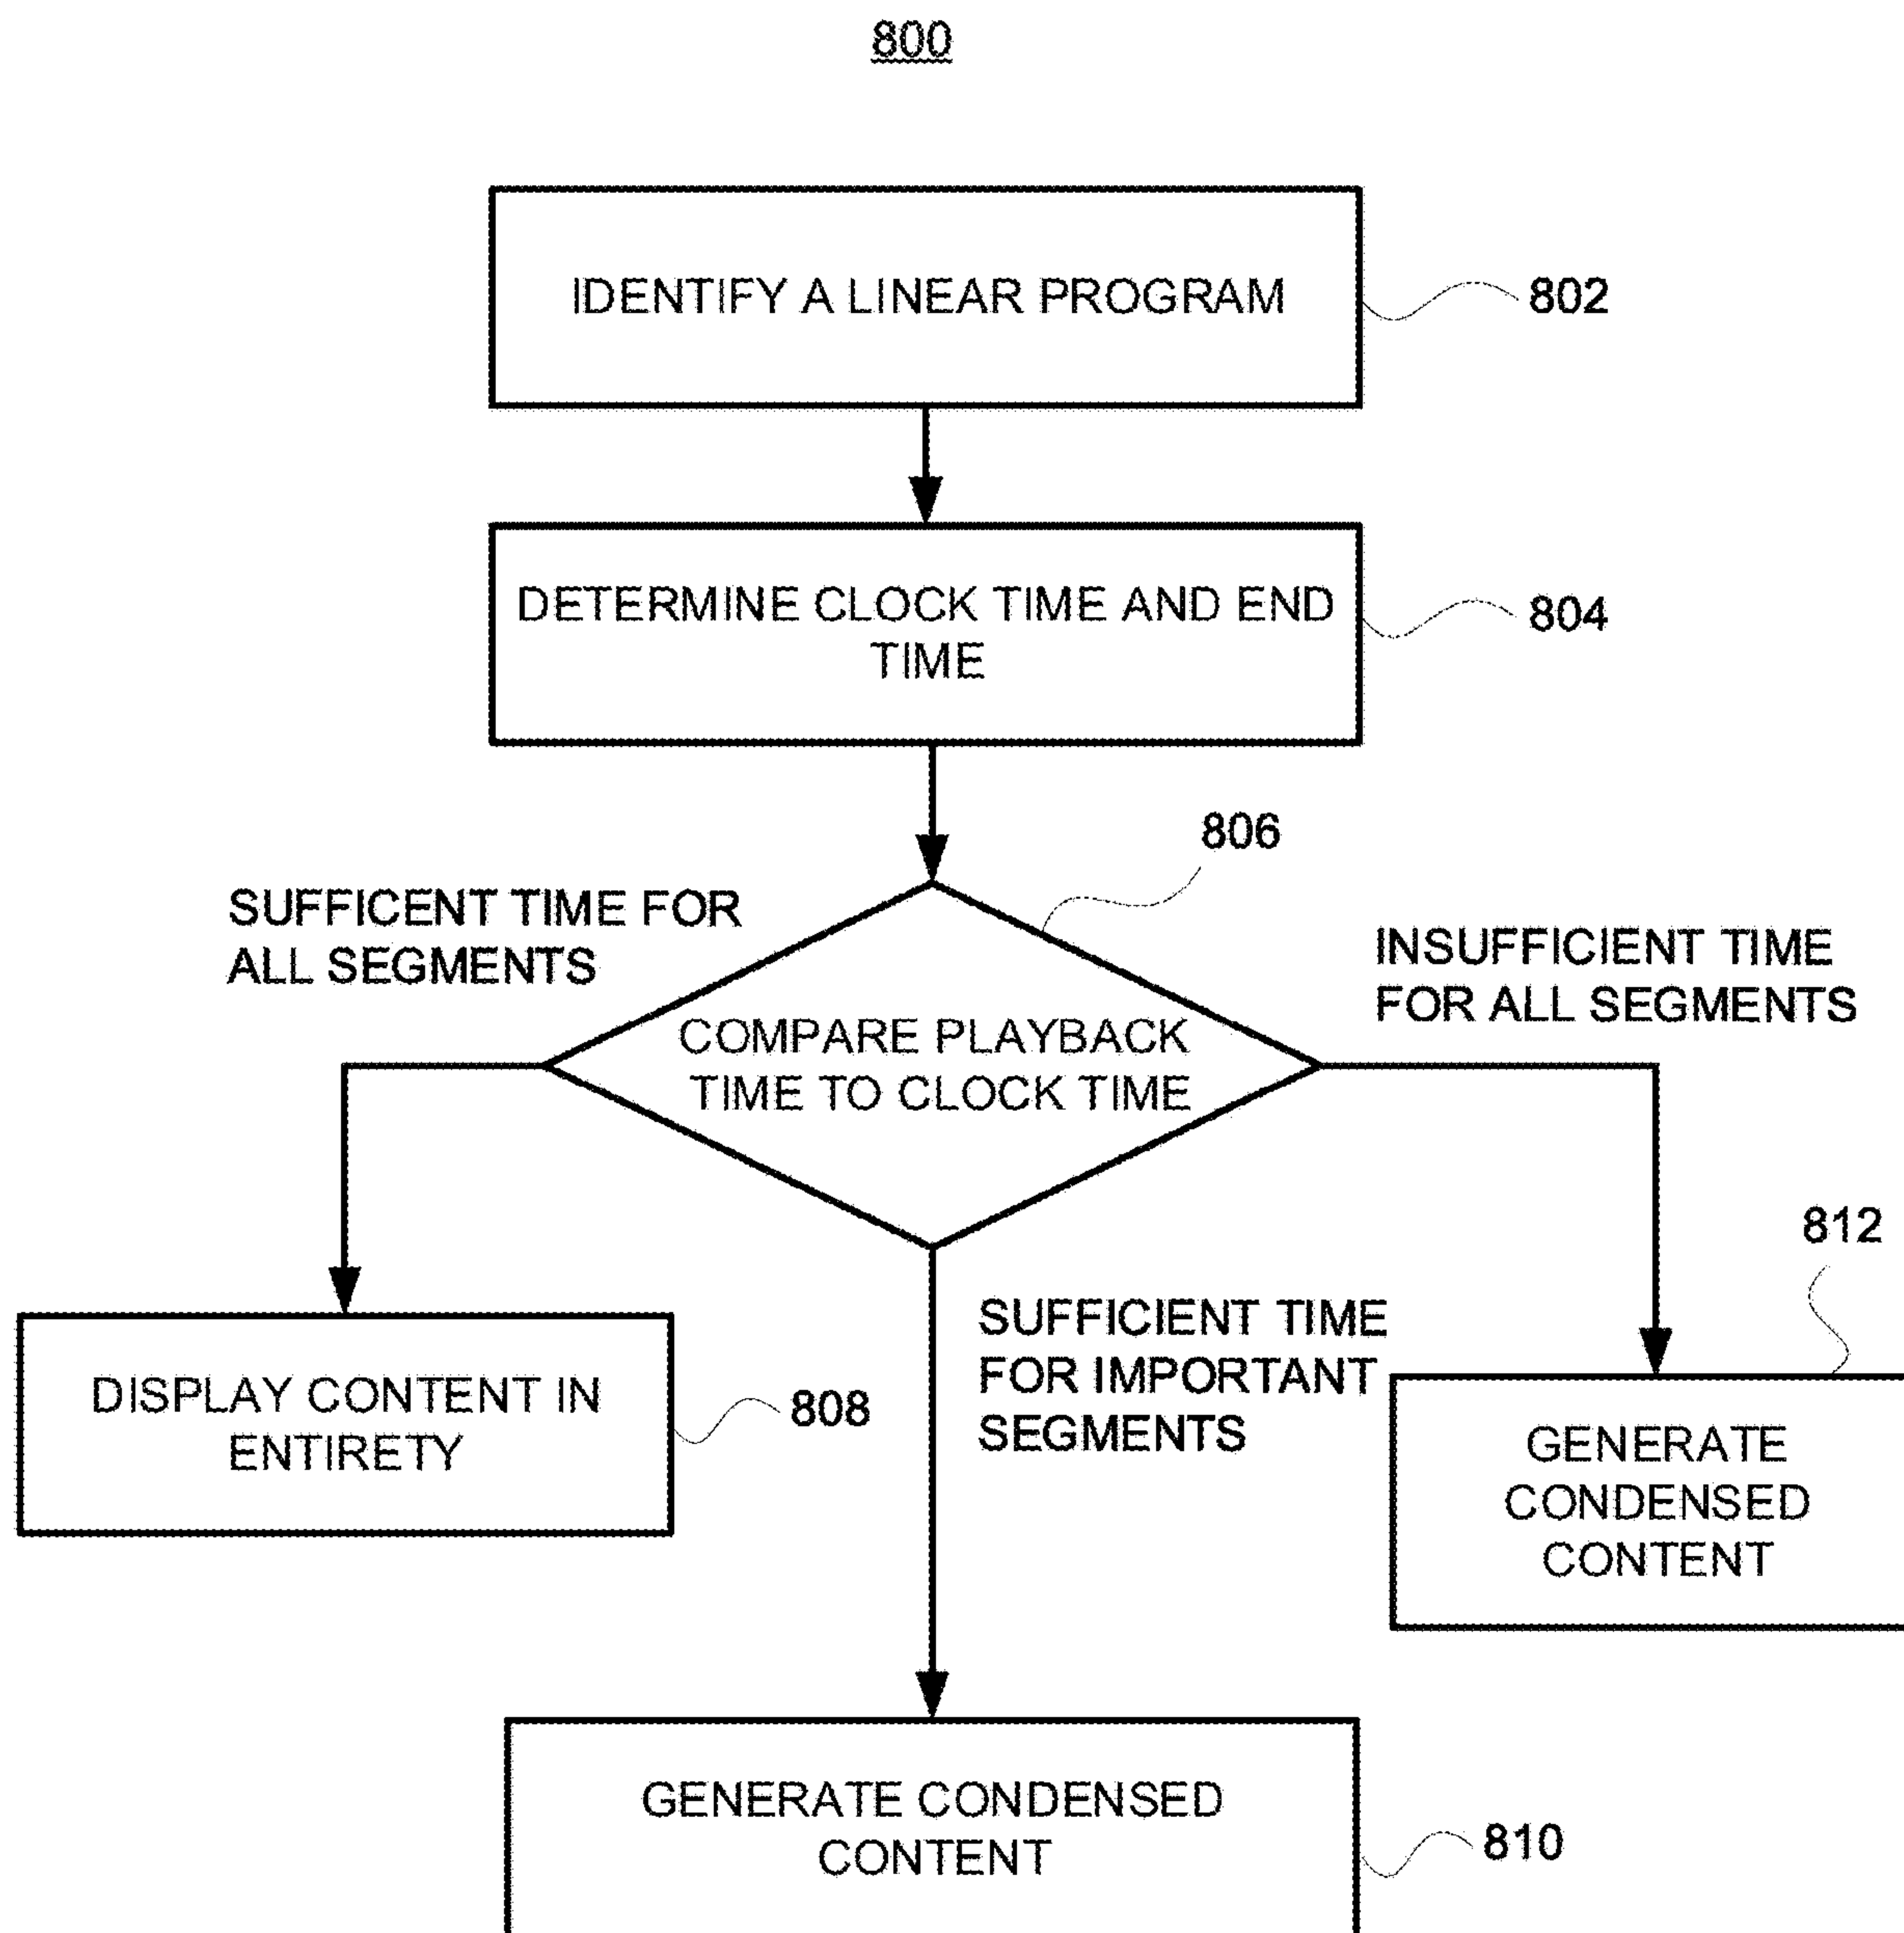 800
IDENTIFY A LINEAR PROGRAM
802
DETERMINE CLOCK TIME AND END
TIME
804
806
SUFFICENT TIME FOR
ALL SEGMENTS
INSUFFICIENT TIME
FOR ALL SEGMENTS
COMPARE PLAYBACK
TIME TO CLOCK TIME
812
SUFFICIENT TIME
FOR IMPORTANT
SEGMENTS
DISPLAY CONTENT IN
ENTIRETY
808
GENERATE
CONDENSED
CONTENT
GENERATE CONDENSED
CONTENT
810